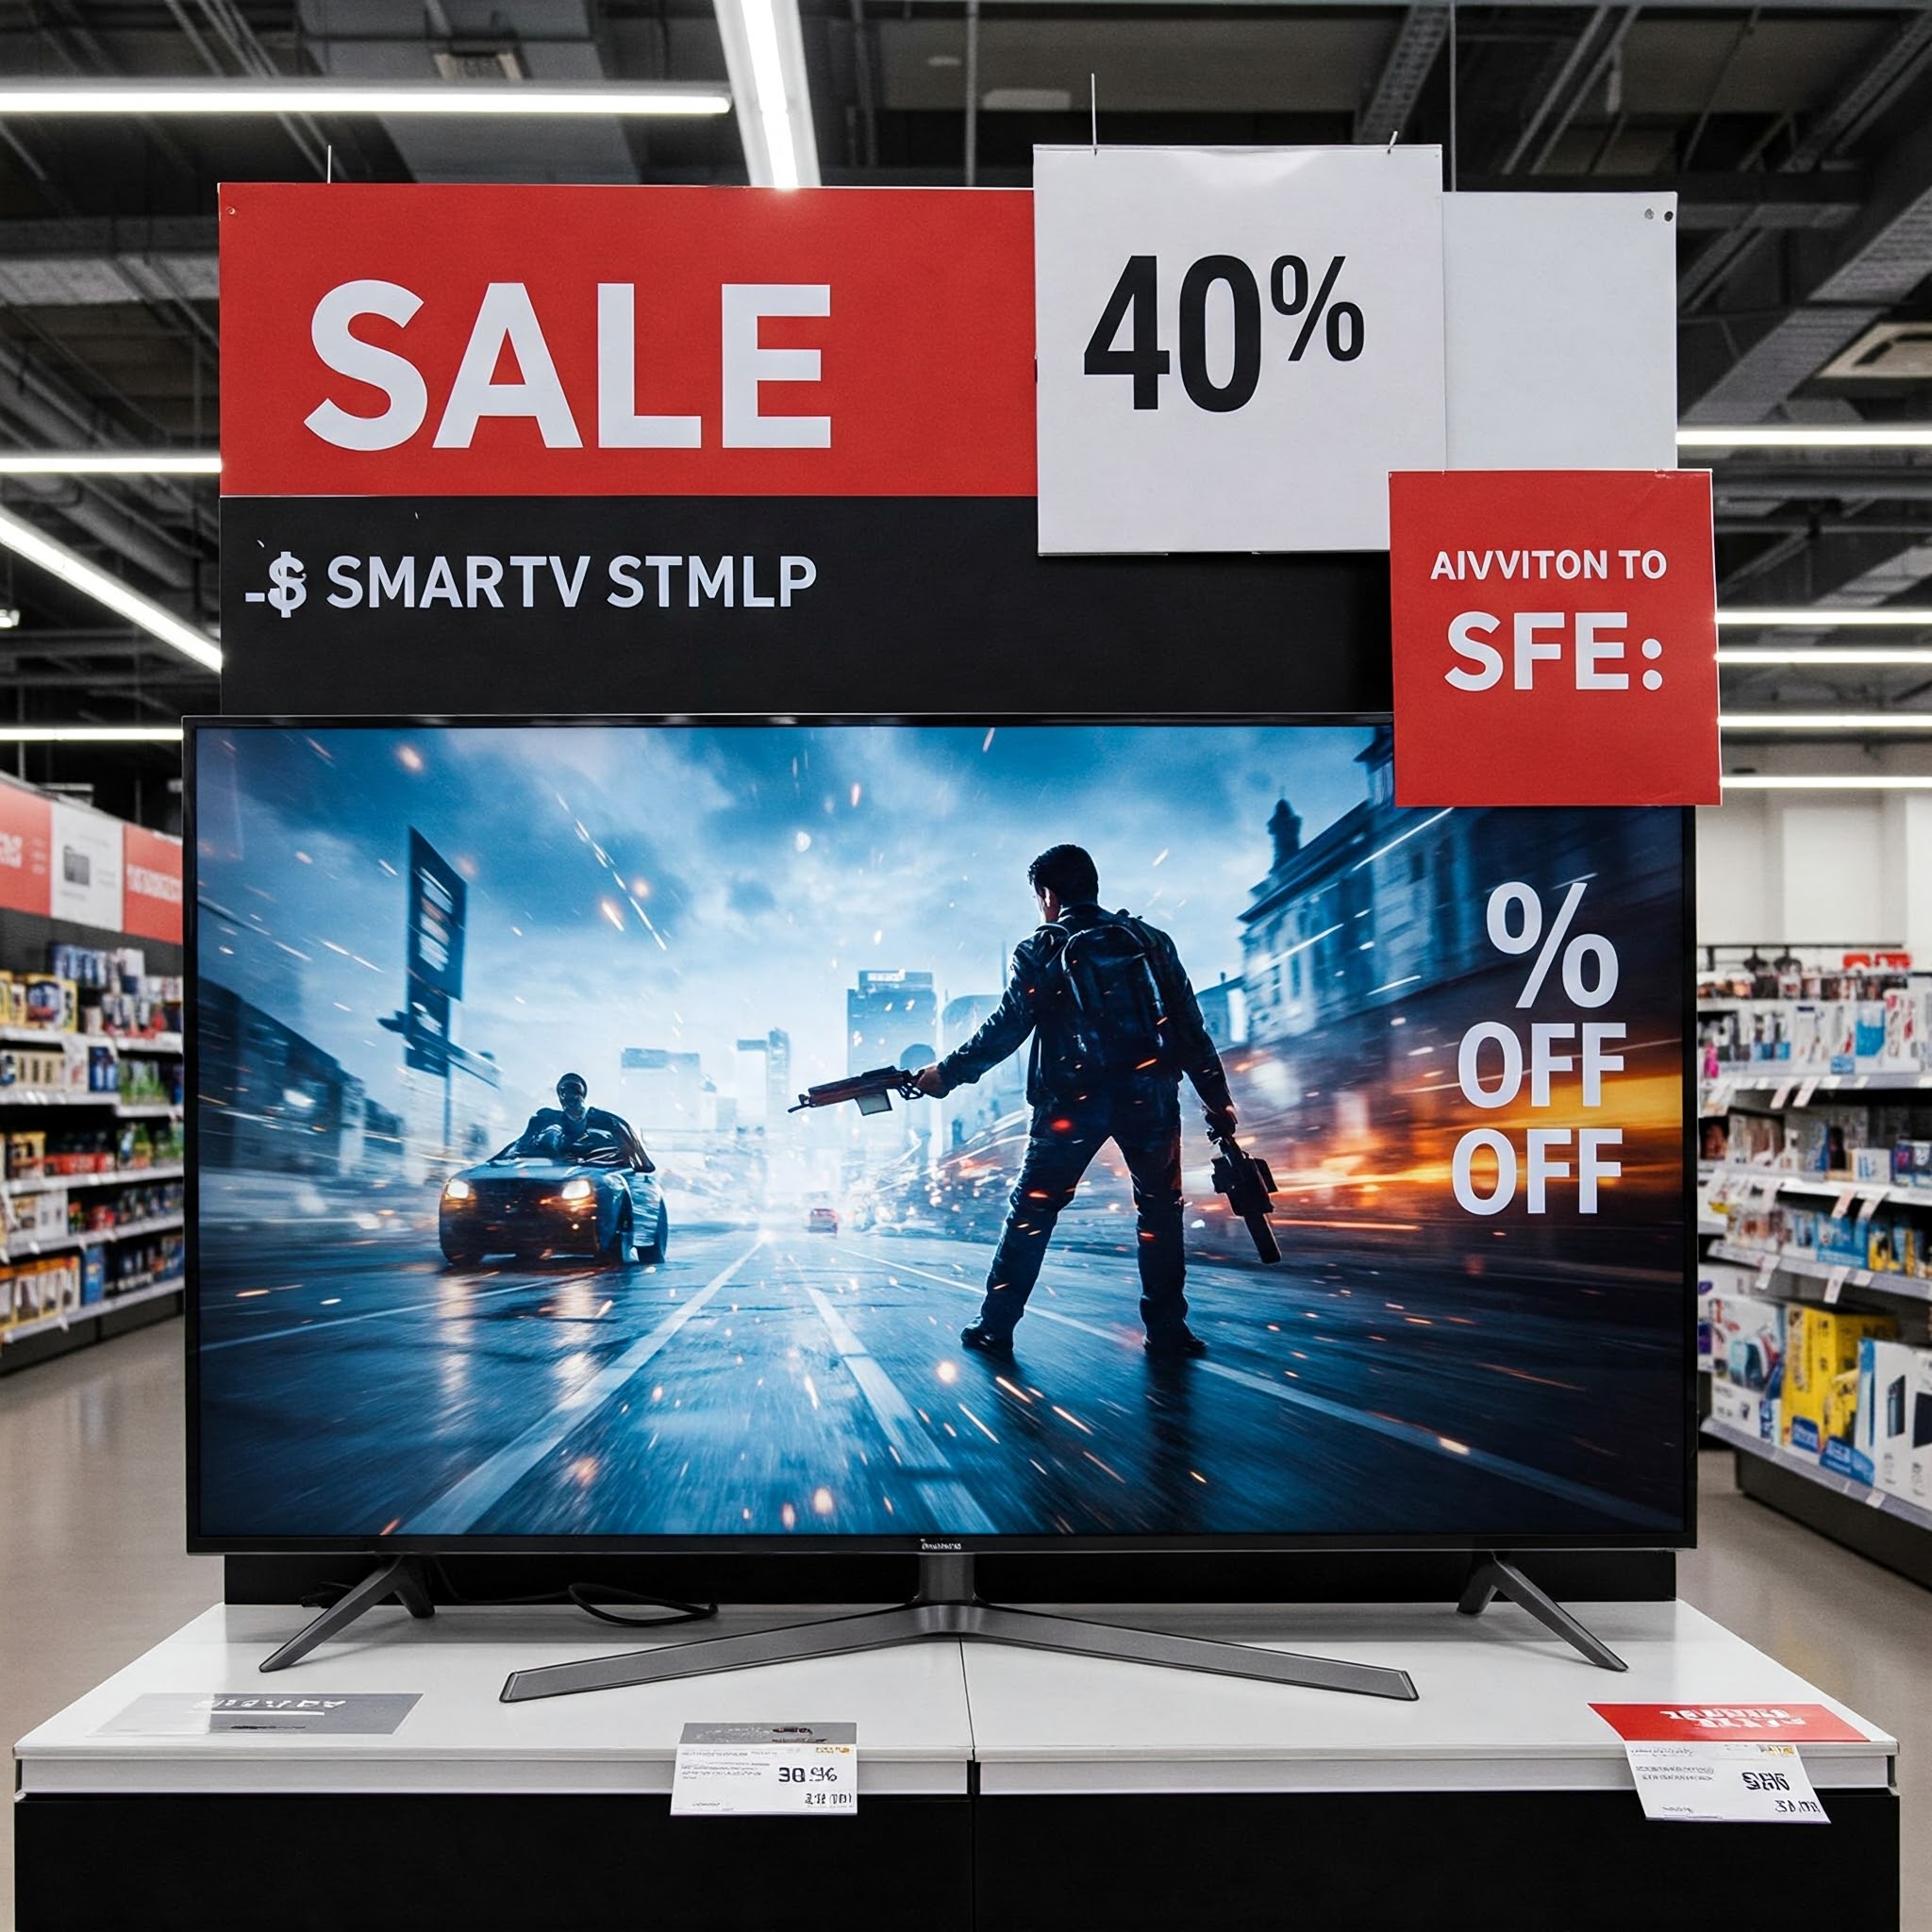 SALE
40%
-$ SMARTV STMLP
AIVVITON TO
SFE:
%
OFF
OFF